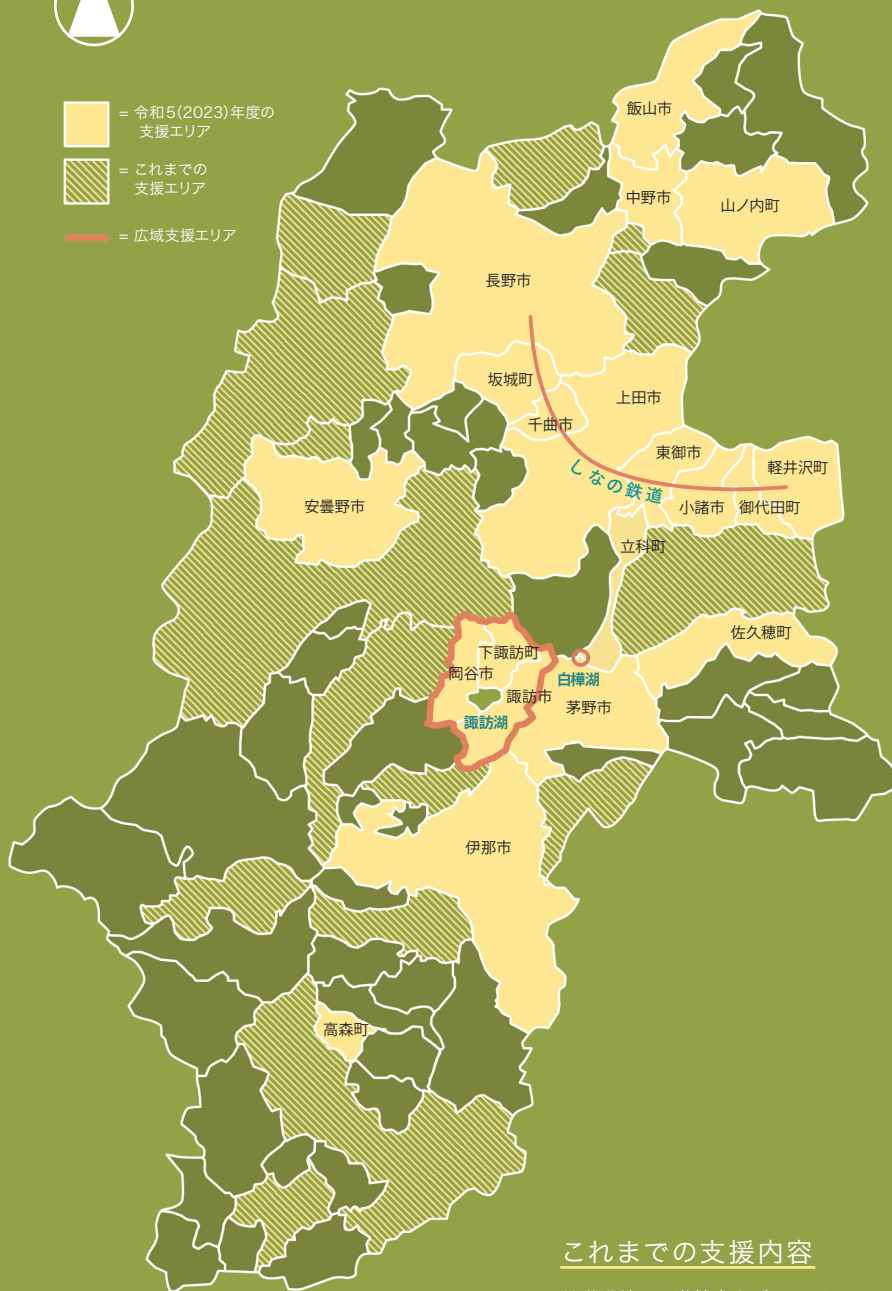 = 令和5(2023)年度の
支援エリア
= これまでの
支援エリア
= 広域支援エリア
飯山市
中野市
山ノ内町
長野市
坂城町
上田市
千曲市
東御市
軽井沢町
しなの鉄道
小諸市
御代田町
安曇野市
立科町
佐久穂町
下諏訪町
岡谷市
白樺湖
諏訪市
茅野市
諏訪湖
伊那市
高森町
これまでの支援内容